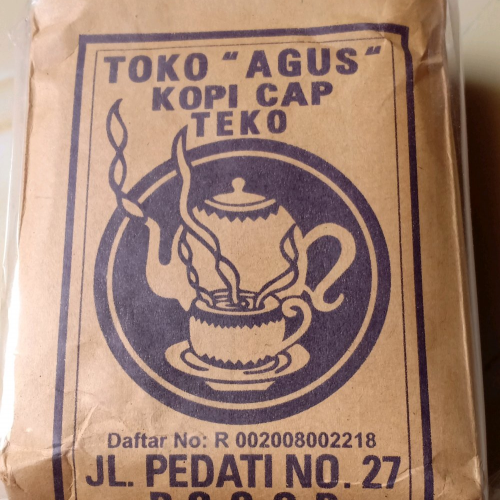 TOKO "AGUS"
KOPI CAP
TEKO
Daftar No: R 002008002218
JL. PEDATI NO. 27